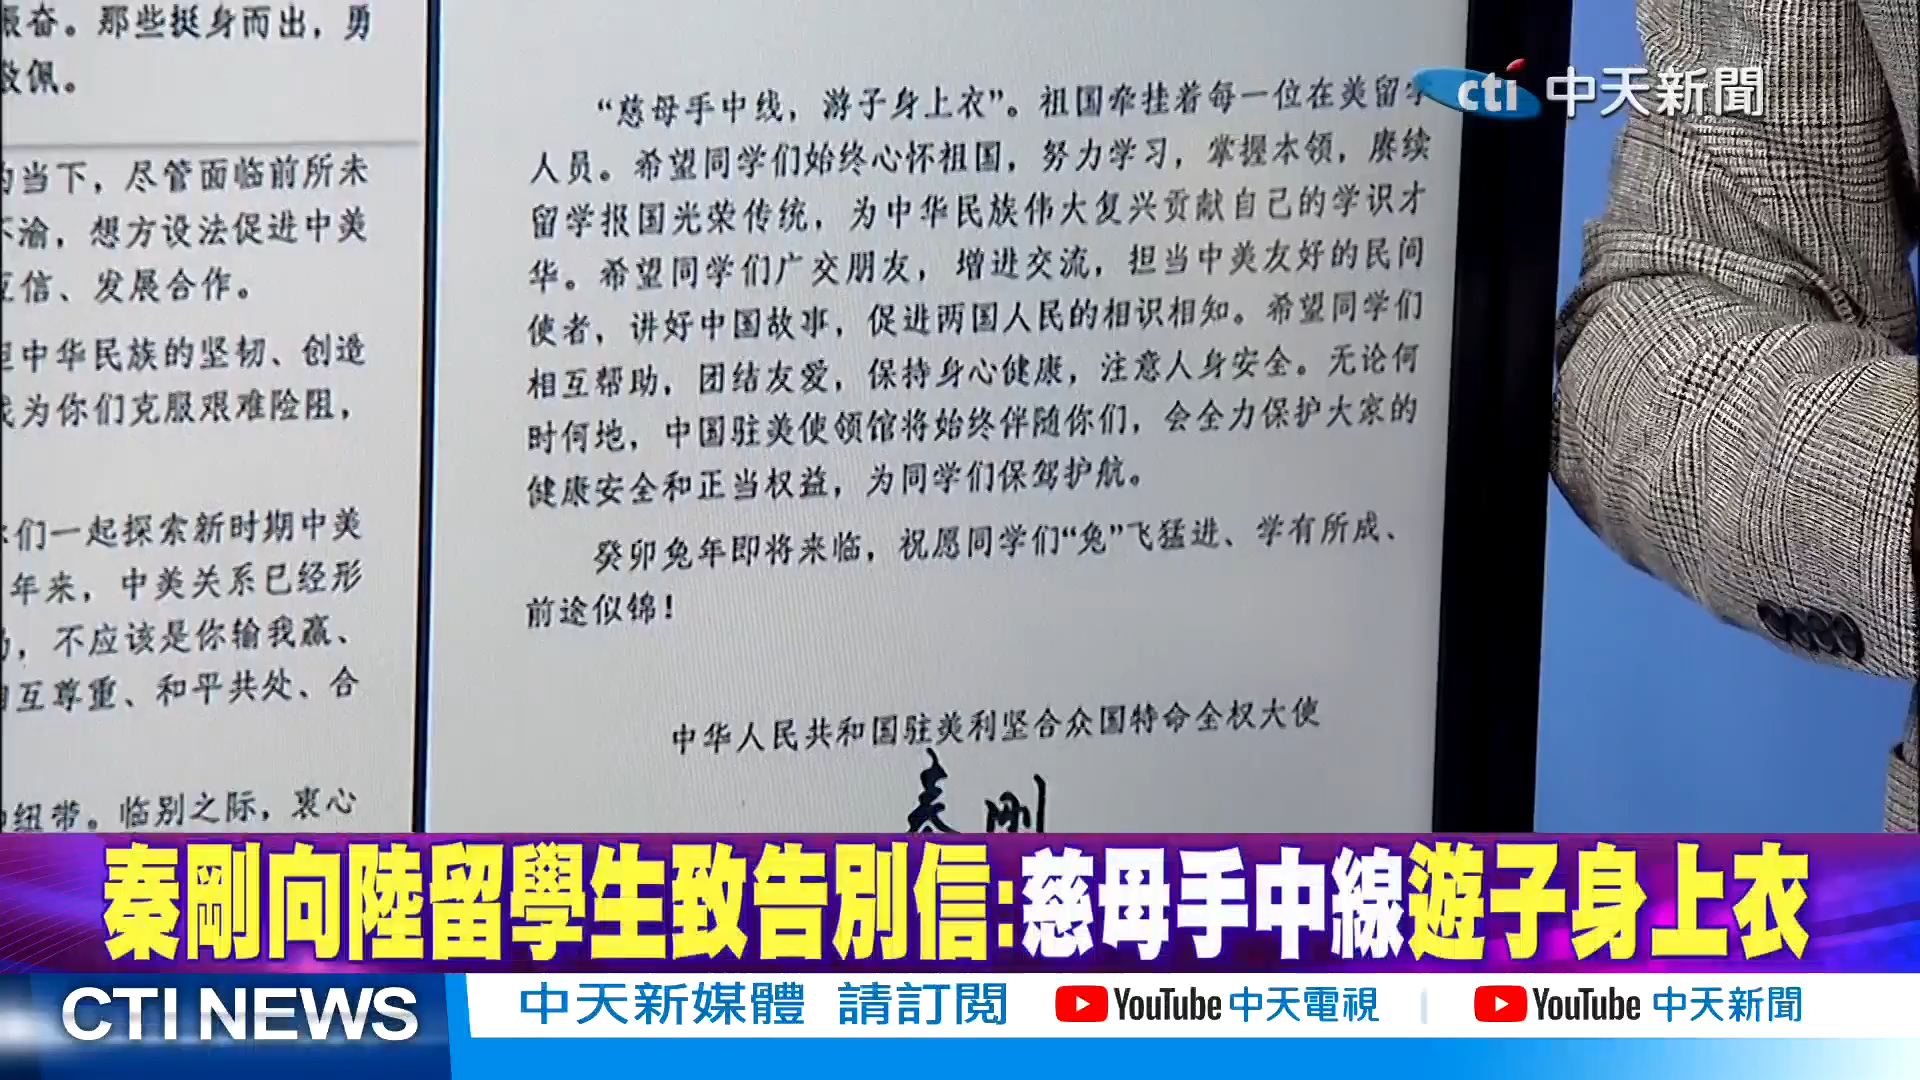 振奋。那些挺身而出，勇
敬佩。
的当下，尽管面临前所未
不渝，想方设法促进中美
互信、发展合作。
中华民族的坚韧、创造
成为你们克服艰难险阻，
你们一起探索新时期中美
年来，中美关系已经形
，不应该是你输我赢、
相互尊重、和平共处、合
纽带。临别之际，衷心
“慈母手中线，游子身上衣”。祖国牵挂着每一位在美留学
人员。希望同学们始终心怀祖国，努力学习，掌握本领，赓续
留学报国光荣传统，为中华民族伟大复兴贡献自己的学识才
华。希望同学们广交朋友，增进交流，担当中美友好的民间
使者，讲好中国故事，促进两国人民的相识相知。希望同学们
相互帮助，团结友爱，保持身心健康，注意人身安全。无论何
时何地，中国驻美使领馆将始终伴随你们，会全力保护大家的
健康安全和正当权益，为同学们保驾护航。
癸卯兔年即将来临，祝愿同学们“兔”飞猛进、学有所成、
前途似锦！
中华人民共和国驻美利坚合众国特命全权大使
秦刚
cti 中天新聞
秦剛向陸留學生致告別信:慈母手中線遊子身上衣
CTI NEWS 中天新媒體 請訂閱 YouTube 中天電視 YouTube 中天新聞